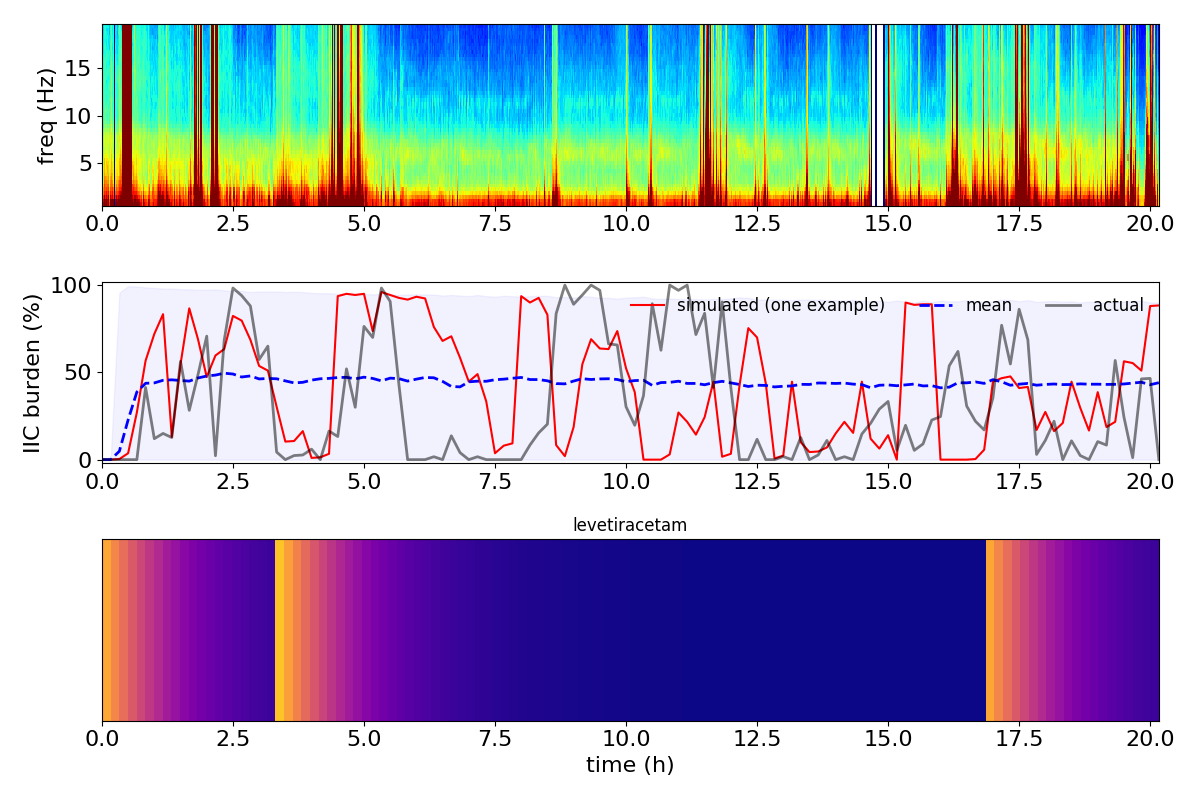 freq (Hz)
15
10
5
0.0 2.5 5.0 7.5 10.0 12.5 15.0 17.5 20.0
IIC burden (%)
100
50
0
simulated (one example) mean actual
0.0 2.5 5.0 7.5 10.0 12.5 15.0 17.5 20.0
levetiracetam
0.0 2.5 5.0 7.5 10.0 12.5 15.0 17.5 20.0
time (h)